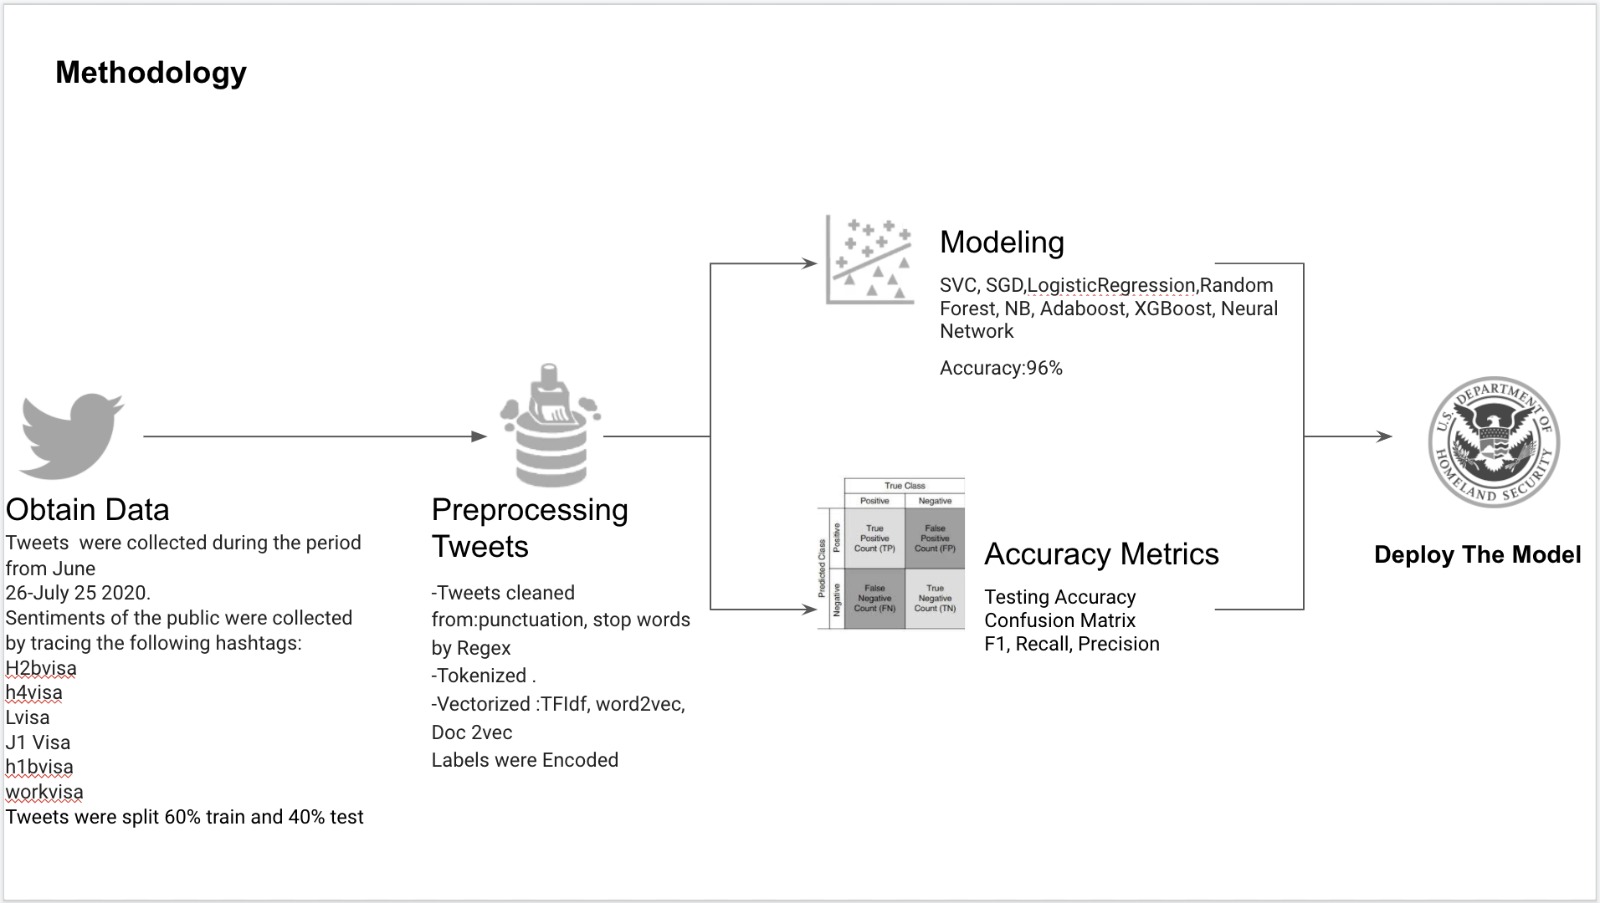 Methodology
Obtain Data
Tweets  were collected during the period
from June
26-July 25 2020.
Sentiments of the public were collected
by tracing the following hashtags:
H2bvisa
h4visa
Lvisa
J1 Visa
h1bvisa
workvisa
Tweets were split 60% train and 40% test
Preprocessing
Tweets
-Tweets cleaned
from:punctuation, stop words
by Regex
-Tokenized .
-Vectorized :TFIdf, word2vec,
Doc 2vec
Labels were Encoded
Modeling
SVC, SGD,LogisticRegression,Random
Forest, NB, Adaboost, XGBoost, Neural
Network
Accuracy:96%
True Class
Positive
Negative
Predicted Class
Positive
Negative
True
Positive
Count (TP)
False
Positive
Count (FP)
False
Negative
Count (FN)
True
Negative
Count (TN)
Accuracy Metrics
Testing Accuracy
Confusion Matrix
F1, Recall, Precision
U.S. DEPARTMENT OF
HOMELAND SECURITY
Deploy The Model